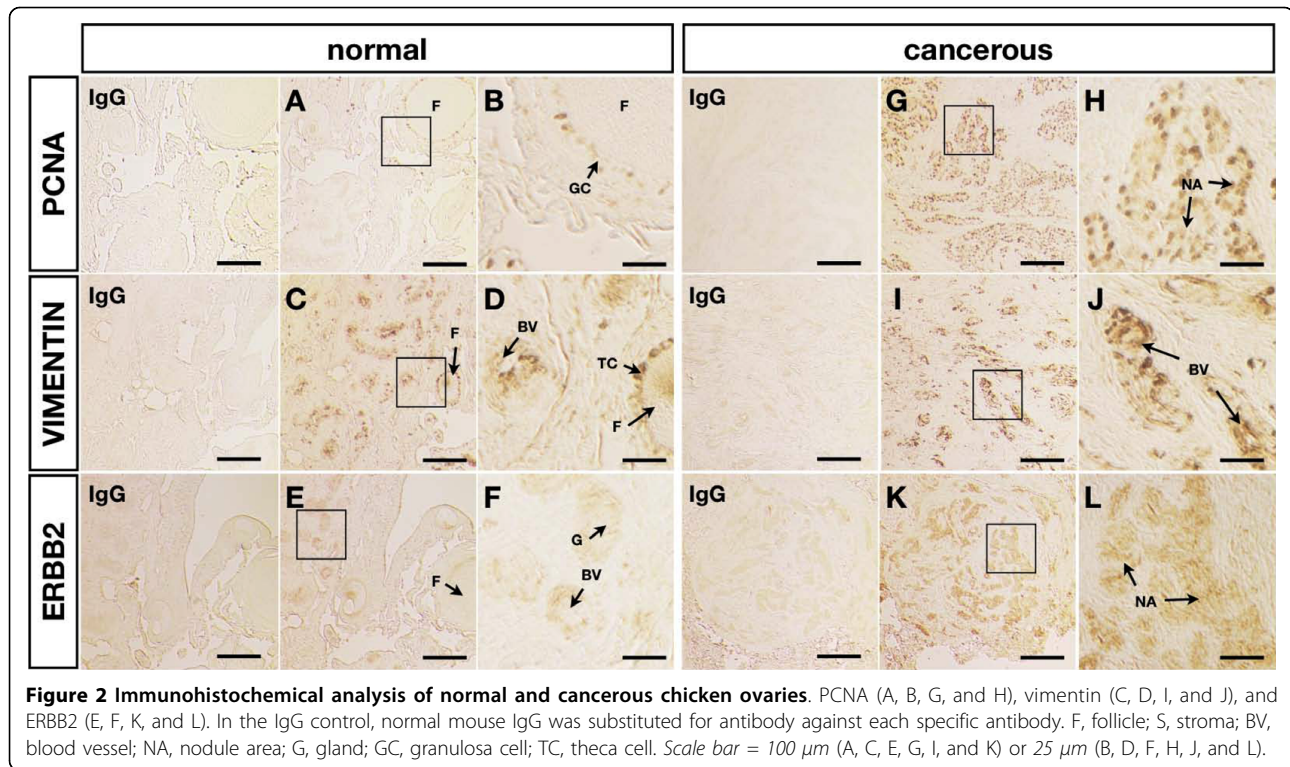 normal
cancerous
PCNA
IgG
A
F
B
F
GC
IgG
G
H
NA
VIMENTIN
IgG
C
F
D
BV
TC
F
IgG
I
J
BV
ERBB2
IgG
E
F
F
G
BV
IgG
K
L
NA
Figure 2 Immunohistochemical analysis of normal and cancerous chicken ovaries. PCNA (A, B, G, and H), vimentin (C, D, I, and J), and
ERBB2 (E, F, K, and L). In the IgG control, normal mouse IgG was substituted for antibody against each specific antibody. F, follicle; S, stroma; BV,
blood vessel; NA, nodule area; G, gland; GC, granulosa cell; TC, theca cell. Scale bar = 100 μm (A, C, E, G, I, and K) or 25 μm (B, D, F, H, J, and L).